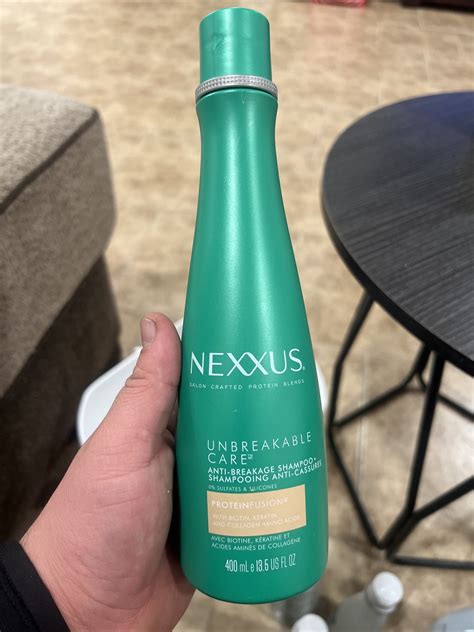 NEXXUS
SALON CRAFTED PROTEIN BLENDS
UNBREAKABLE
CARE
ANTI-BREAKAGE SHAMPOO
SHAMPOOING ANTI-CASSURES
0% SULFATES & SILICONES
PROTEINFUSION
WITH BIOTIN, KERATIN,
AND COLLAGEN AMINO ACIDS
AVEC BIOTINE, KÉRATINE ET
ACIDES AMINÉS DE COLLAGÈNE
400 mL e 13.5 US FL OZ